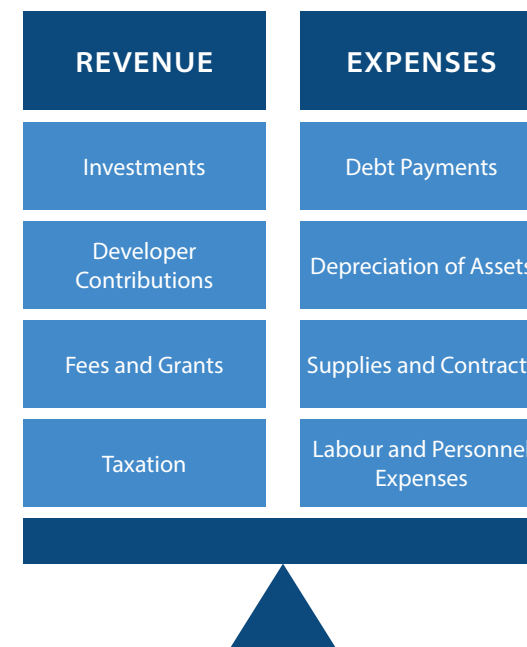 REVENUE
Investments
Developer
Contributions
Fees and Grants
Taxation
EXPENSES
Debt Payments
Depreciation of Assets
Supplies and Contract
Labour and Personnel
Expenses